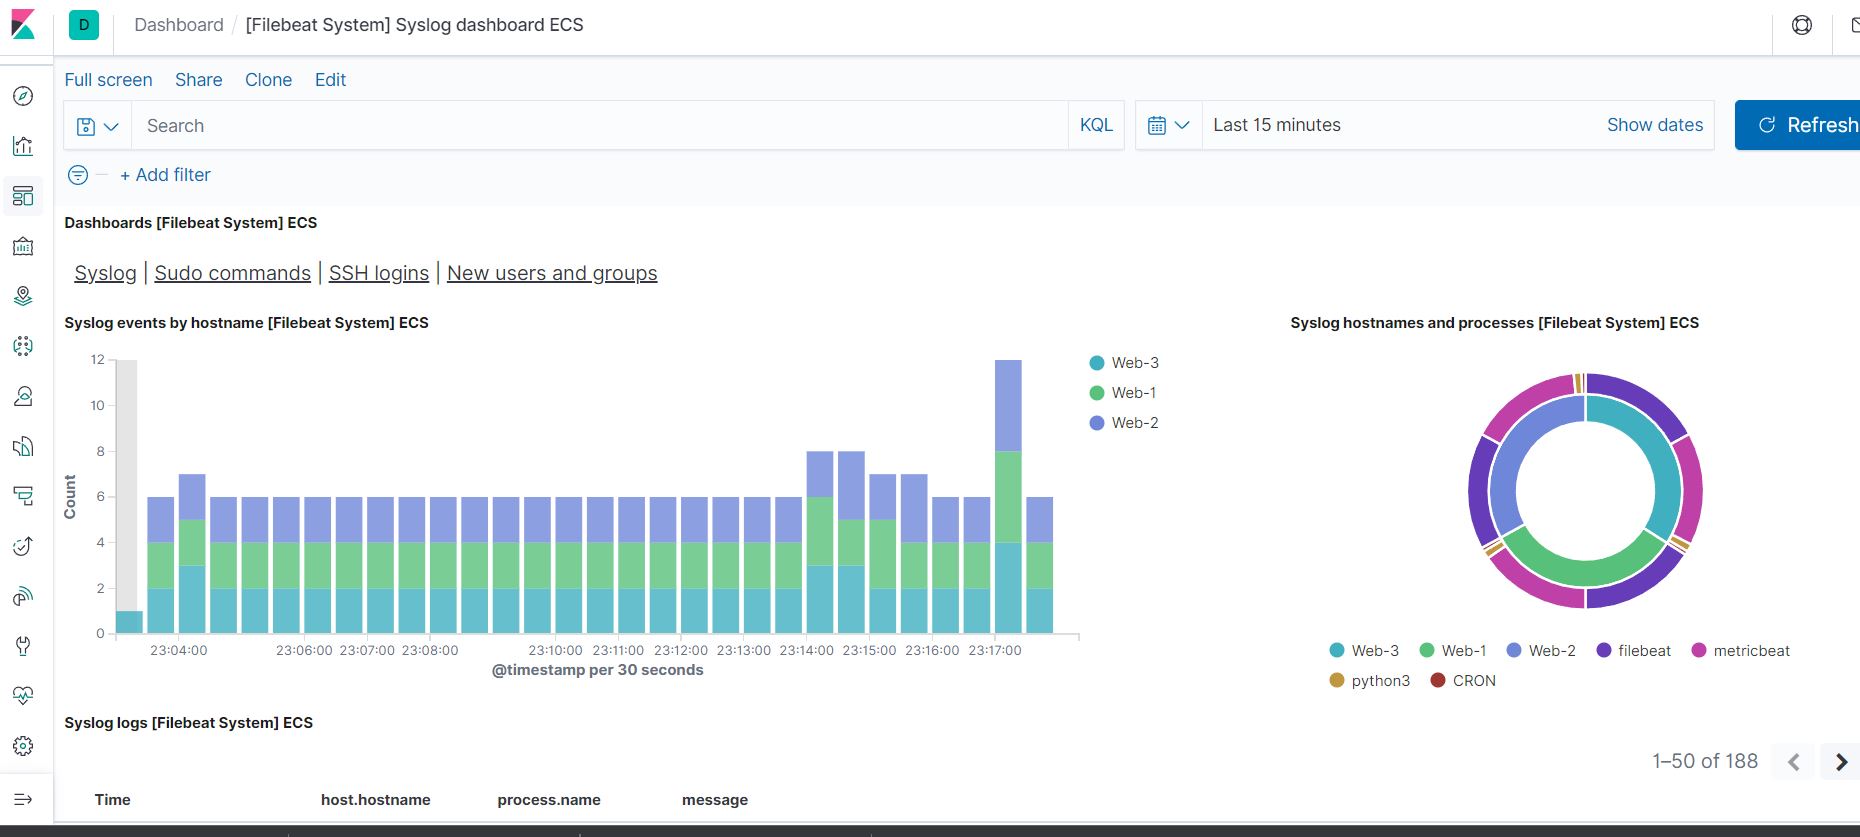 D Dashboard / [Filebeat System] Syslog dashboard ECS
Full screen Share Clone Edit
Search KQL Last 15 minutes Show dates Refresh
+ Add filter
Dashboards [Filebeat System] ECS
Syslog | Sudo commands | SSH logins | New users and groups
Syslog events by hostname [Filebeat System] ECS
12
10
8
6
4
2
0
Count
23:04:00 23:06:00 23:07:00 23:08:00 23:10:00 23:11:00 23:12:00 23:13:00 23:14:00 23:15:00 23:16:00 23:17:00
@timestamp per 30 seconds
Web-3
Web-1
Web-2
Syslog hostnames and processes [Filebeat System] ECS
Web-3 Web-1 Web-2 filebeat metricbeat
python3 CRON
Syslog logs [Filebeat System] ECS
1–50 of 188
Time host.hostname process.name message